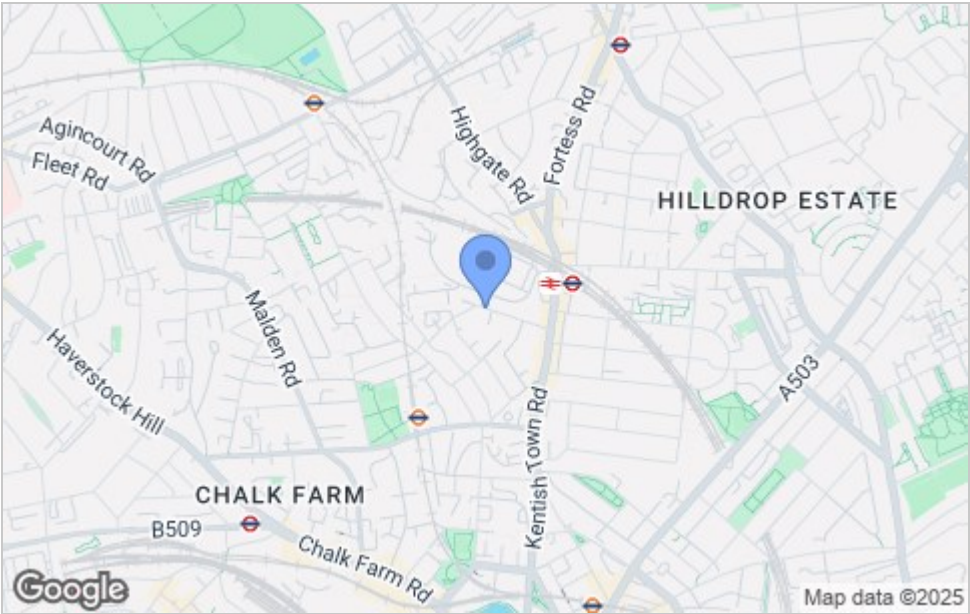 Agincourt Rd
Fleet Rd
Highgate Rd
Fortess Rd
HILLDROP ESTATE
Malden Rd
Haverstock Hill
A503
Kentish Town Rd
CHALK FARM
B509
Chalk Farm Rd
Google
Map data ©2025